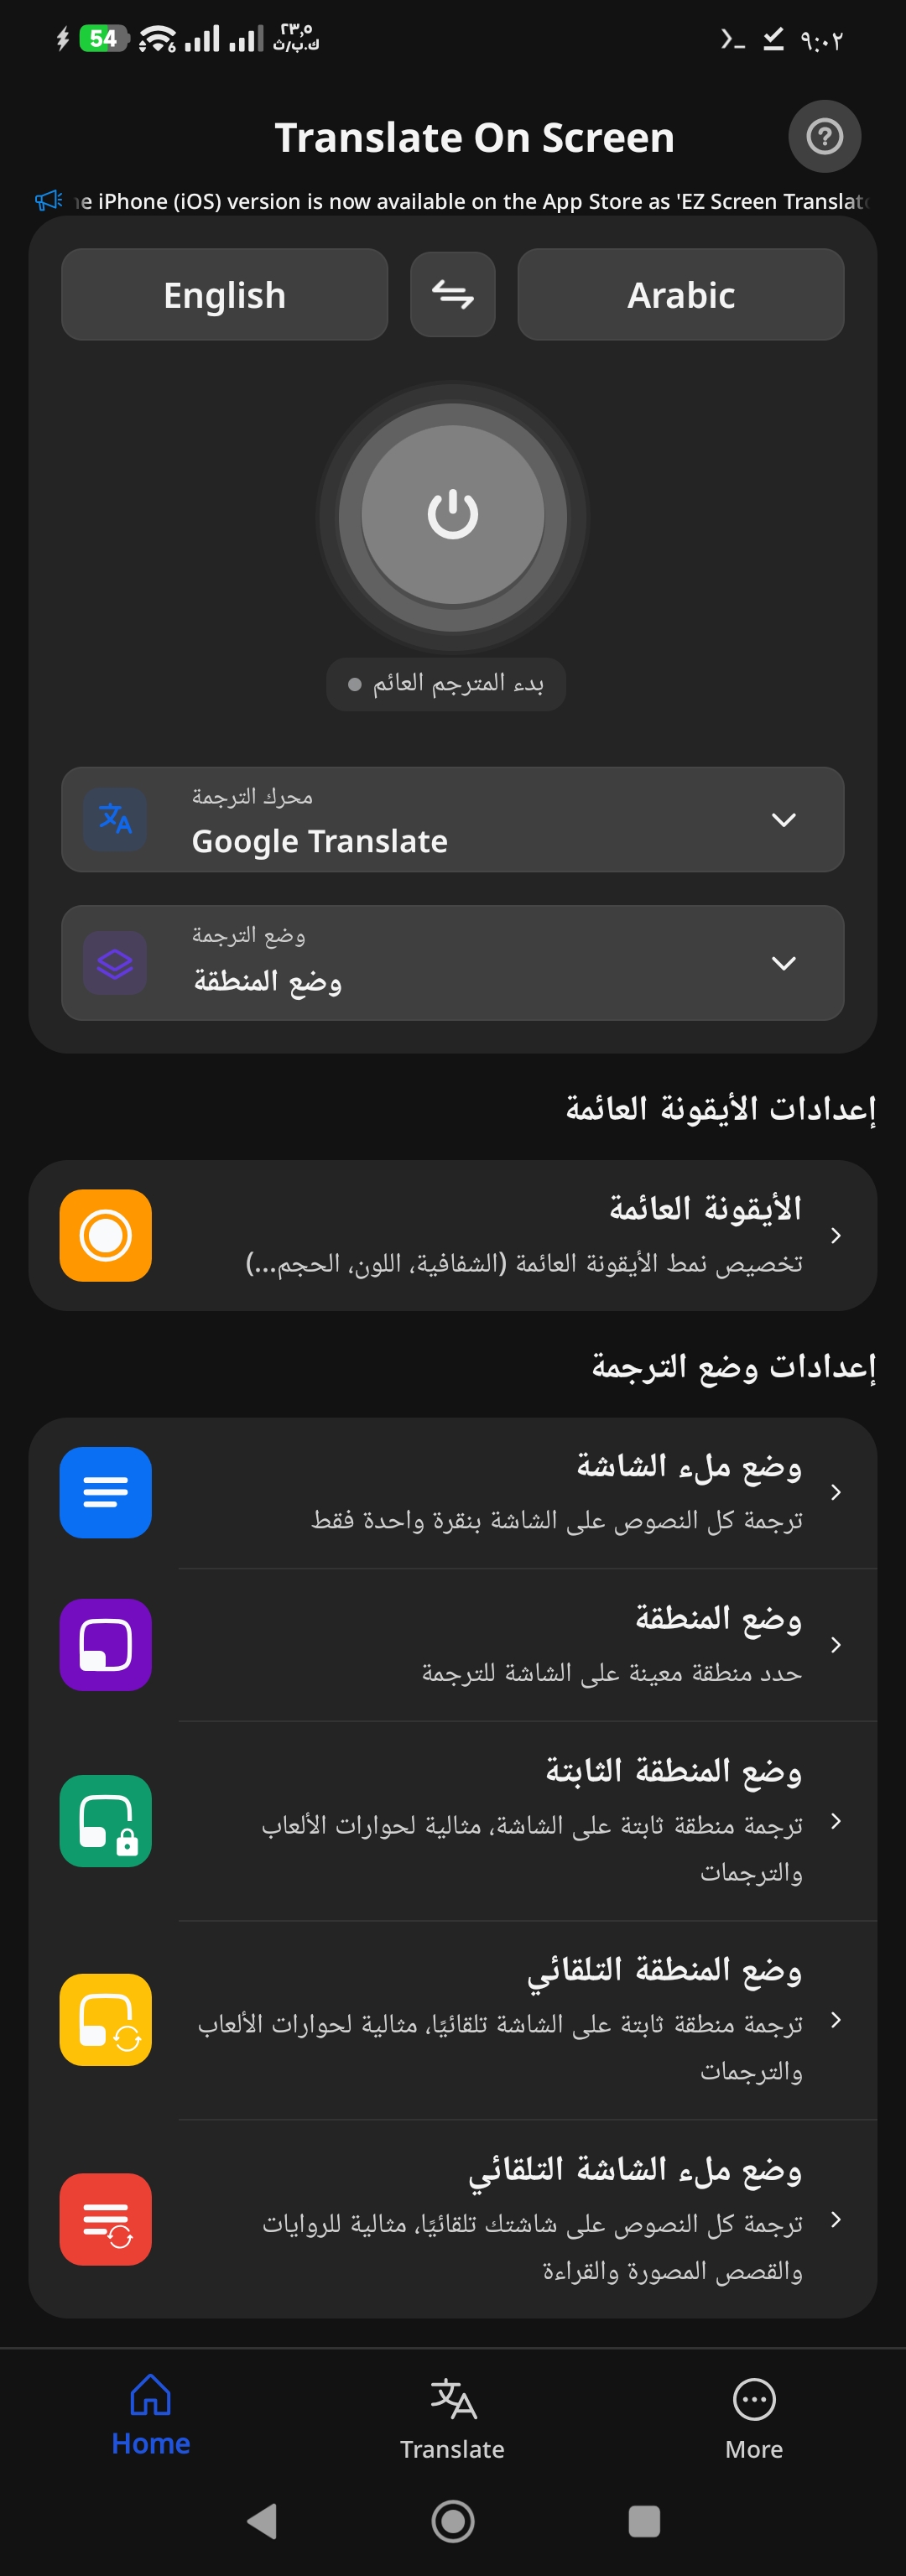 54
6
٢٣,٥
ك.ب/ث
٩:٠٢
Translate On Screen
e iPhone (iOS) version is now available on the App Store as 'EZ Screen Translat
English
Arabic
بدء المترجم العائم
محرك الترجمة
Google Translate
وضع الترجمة
وضع المنطقة
إعدادات الأيقونة العائمة
الأيقونة العائمة
تخصيص نمط الأيقونة العائمة (الشفافية، اللون، الحجم...)
إعدادات وضع الترجمة
وضع ملء الشاشة
ترجمة كل النصوص على الشاشة بنقرة واحدة فقط
وضع المنطقة
حدد منطقة معينة على الشاشة للترجمة
وضع المنطقة الثابتة
ترجمة منطقة ثابتة على الشاشة، مثالية لحوارات الألعاب
والترجمات
وضع المنطقة التلقائي
ترجمة منطقة ثابتة على الشاشة تلقائيًا، مثالية لحوارات الألعاب
والترجمات
وضع ملء الشاشة التلقائي
ترجمة كل النصوص على شاشتك تلقائيًا، مثالية للروايات
والقصص المصورة والقراءة
Home
Translate
More